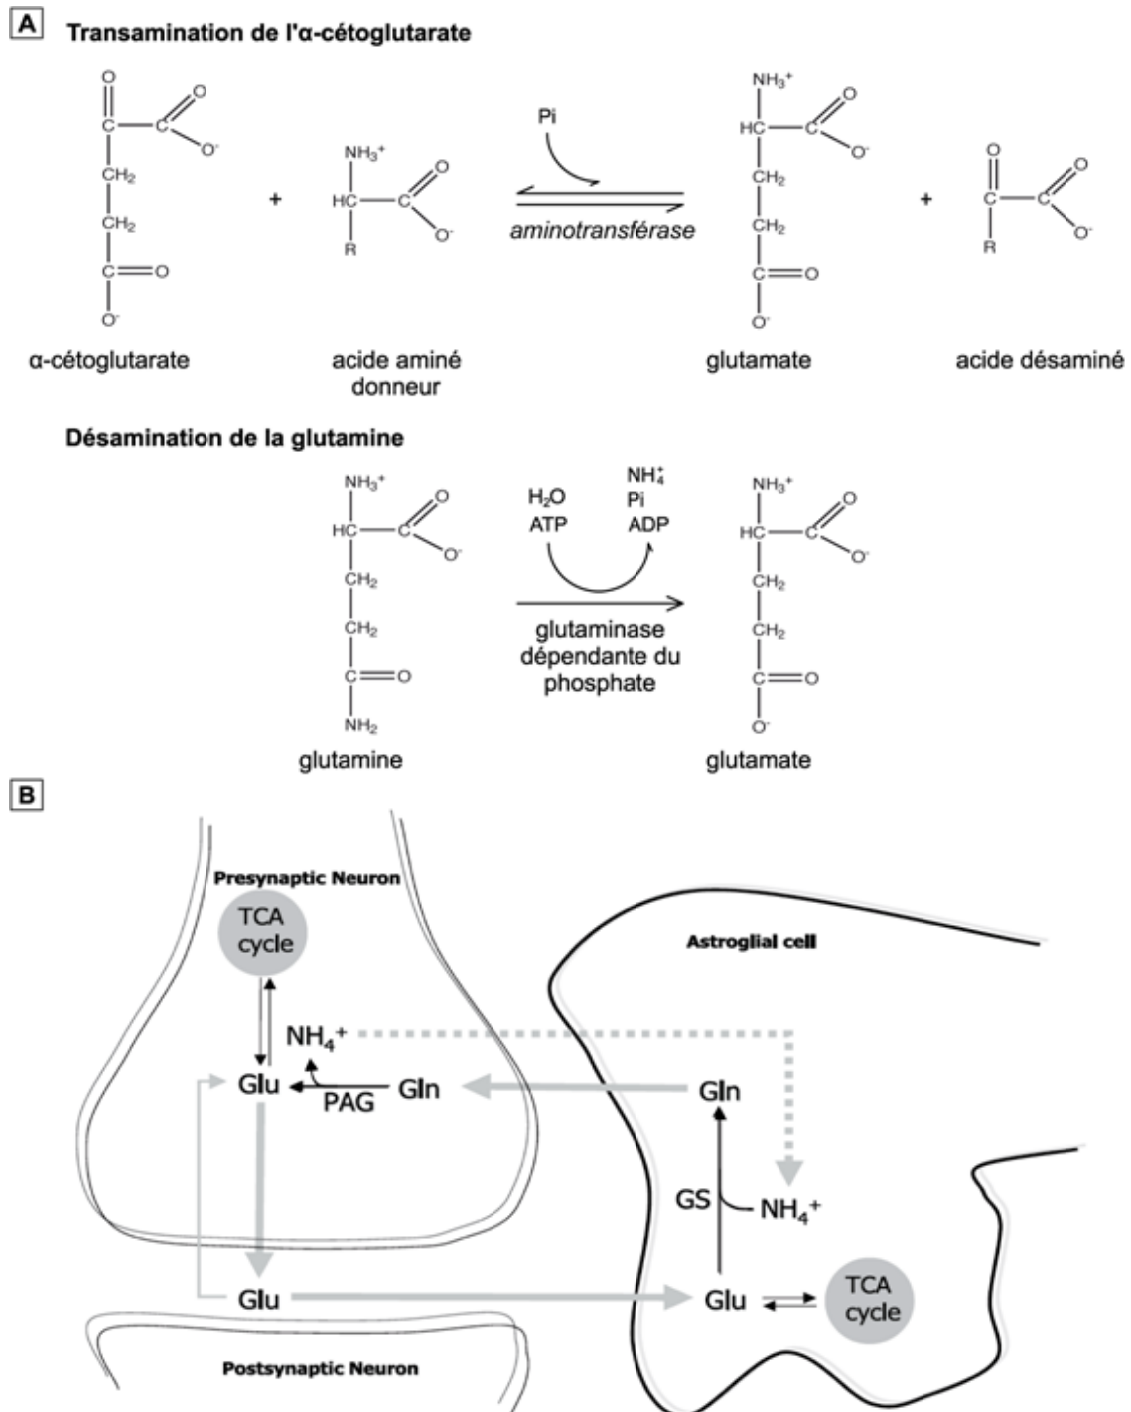 A
Transamination de l'α-cétoglutarate
O
C
C
O
O-
CH2
CH2
C
O
O-
+
NH3+
HC
C
O
O-
R
Pi
aminotransférase
NH3+
HC
C
O
O-
CH2
CH2
C
O
O-
+
O
C
C
O
O-
R
α-cétoglutarate
acide aminé
donneur
glutamate
acide désaminé
Désamination de la glutamine
NH3+
HC
C
O
O-
CH2
CH2
C
O
NH2
H2O
ATP
NH4+
Pi
ADP
glutaminase
dépendante du
phosphate
NH3+
HC
C
O
O-
CH2
CH2
C
O
O-
glutamine
glutamate
B
Presynaptic Neuron
TCA
cycle
Astroglial cell
NH4+
Glu
PAG
Gln
Gln
GS
NH4+
Glu
Glu
TCA
cycle
Postsynaptic Neuron